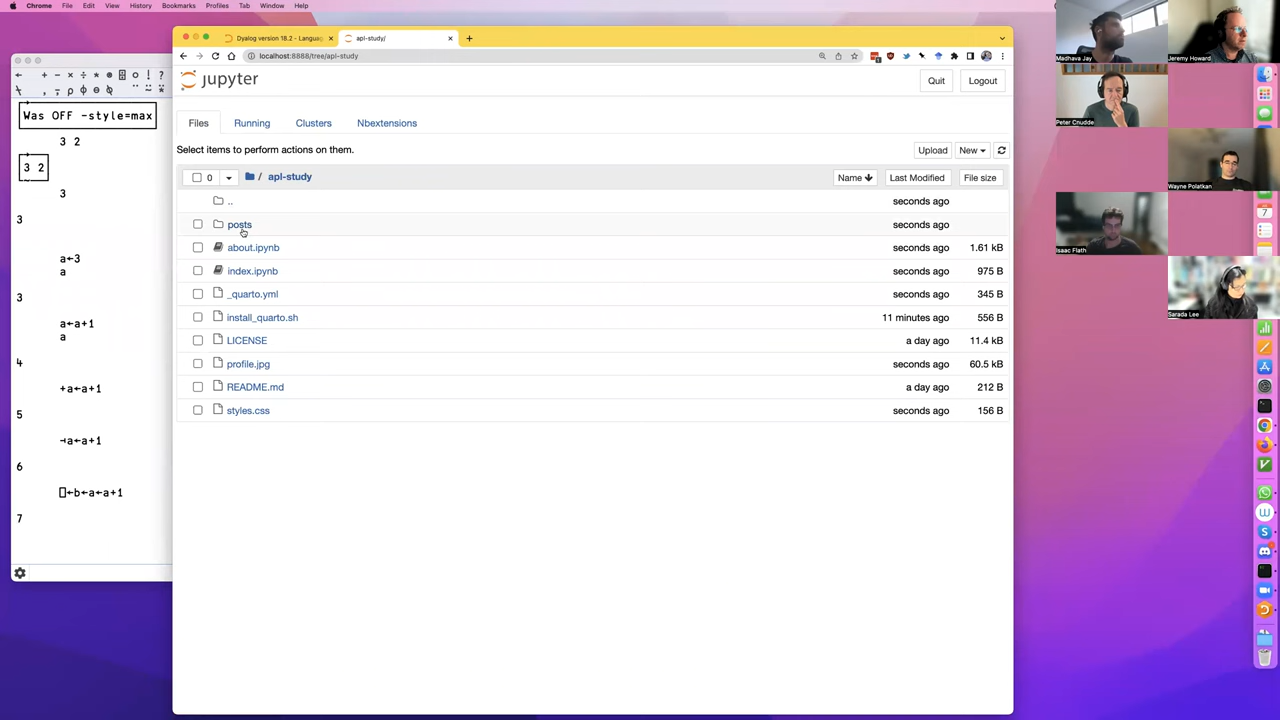 Chrome File Edit View History Bookmarks Profiles Tab Window Help
Dyalog version 18.2 - Langua
apl-study/
localhost:8888/tree/apl-study
jupyter
Quit
Logout
Files
Running
Clusters
Nbextensions
Select items to perform actions on them.
Upload
New
0
/ apl-study
Name
Last Modified
File size
..
seconds ago
posts
seconds ago
about.ipynb
seconds ago
1.61 kB
index.ipynb
seconds ago
975 B
_quarto.yml
seconds ago
345 B
install_quarto.sh
11 minutes ago
556 B
LICENSE
a day ago
11.4 kB
profile.jpg
seconds ago
60.5 kB
README.md
a day ago
212 B
styles.css
seconds ago
156 B
Was OFF -style=max
3 2
3 2
3
3
a←3
a
3
a←a+1
a
4
+a←a+1
5
⊣a←a+1
6
⎕←b←a←a+1
7
Madhava Jay
Jeremy Howard
Peter Cnudde
Wayne Polatkan
Isaac Flath
Sarada Lee
7